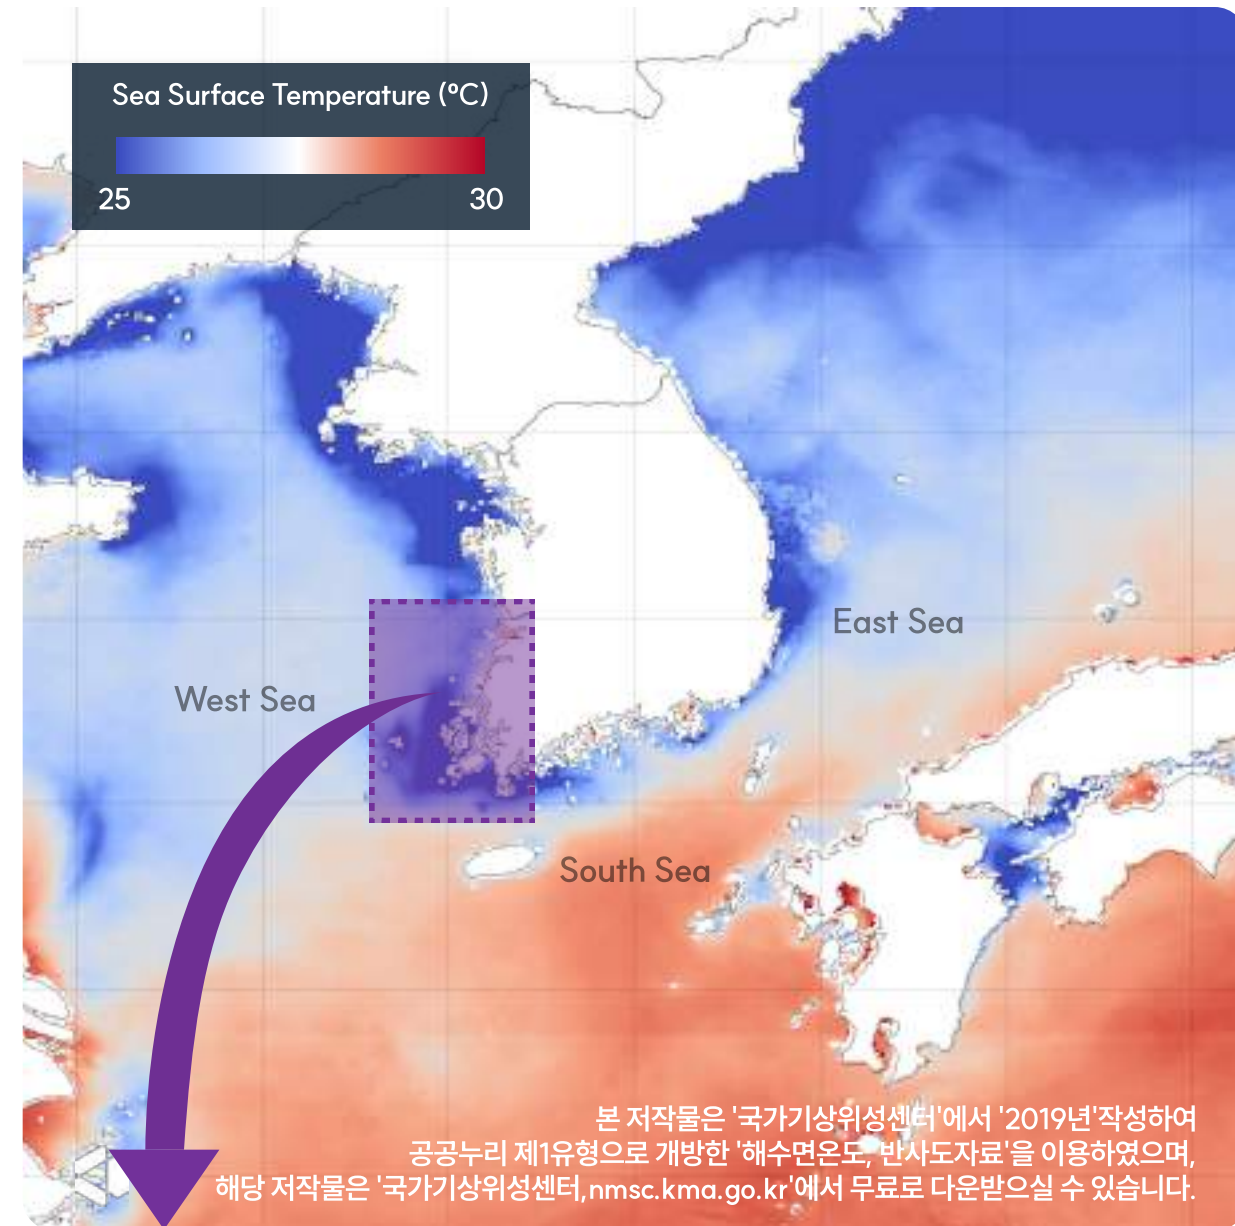 Sea Surface Temperature (°C)
25 30
East Sea
West Sea
South Sea
본 저작물은 '국가기상위성센터'에서 '2019년'작성하여
공공누리 제1유형으로 개방한 '해수면온도, 반사도자료'을 이용하였으며,
해당 저작물은 '국가기상위성센터,nmsc.kma.go.kr'에서 무료로 다운받으실 수 있습니다.